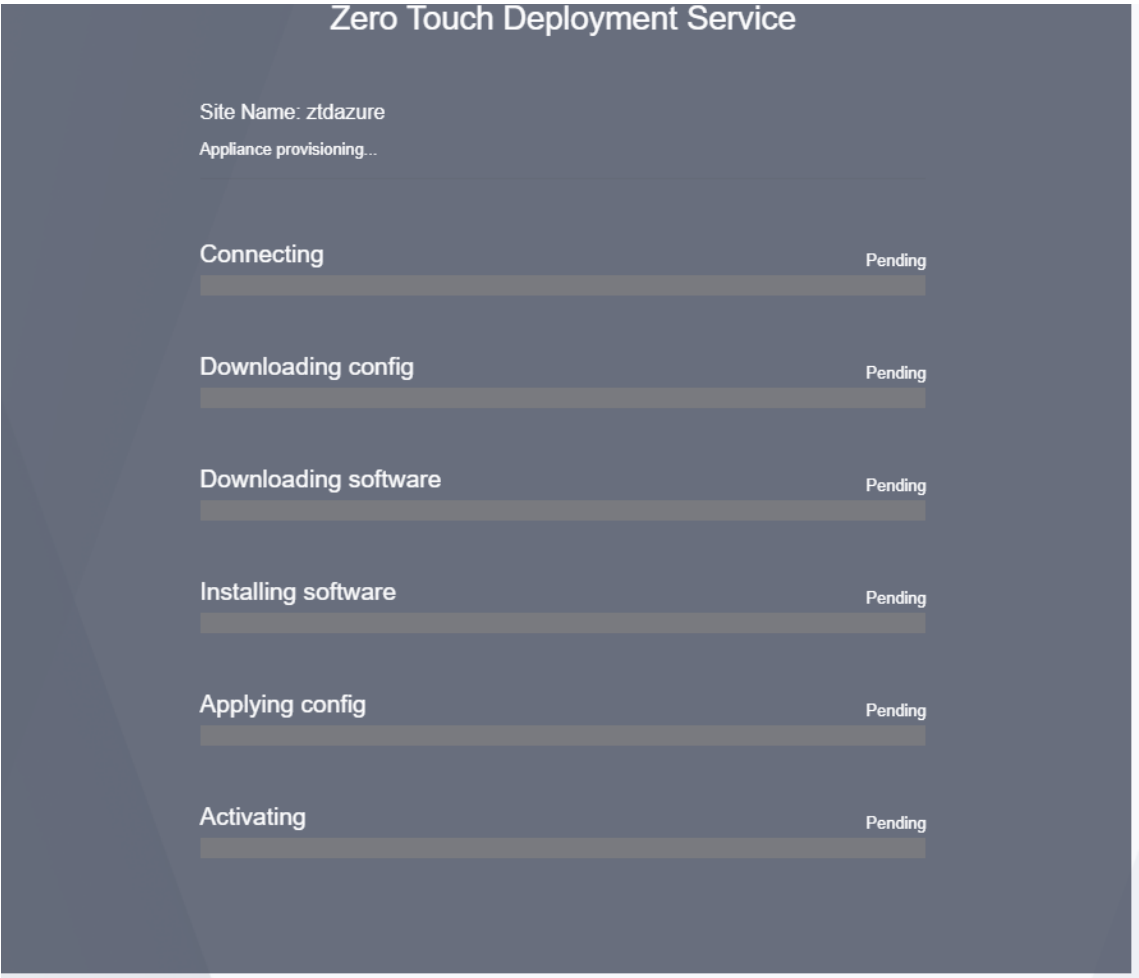 Zero Touch Deployment Service
Site Name: ztdazure
Appliance provisioning...
Connecting
Pending
Downloading config
Pending
Downloading software
Pending
Installing software
Pending
Applying config
Pending
Activating
Pending